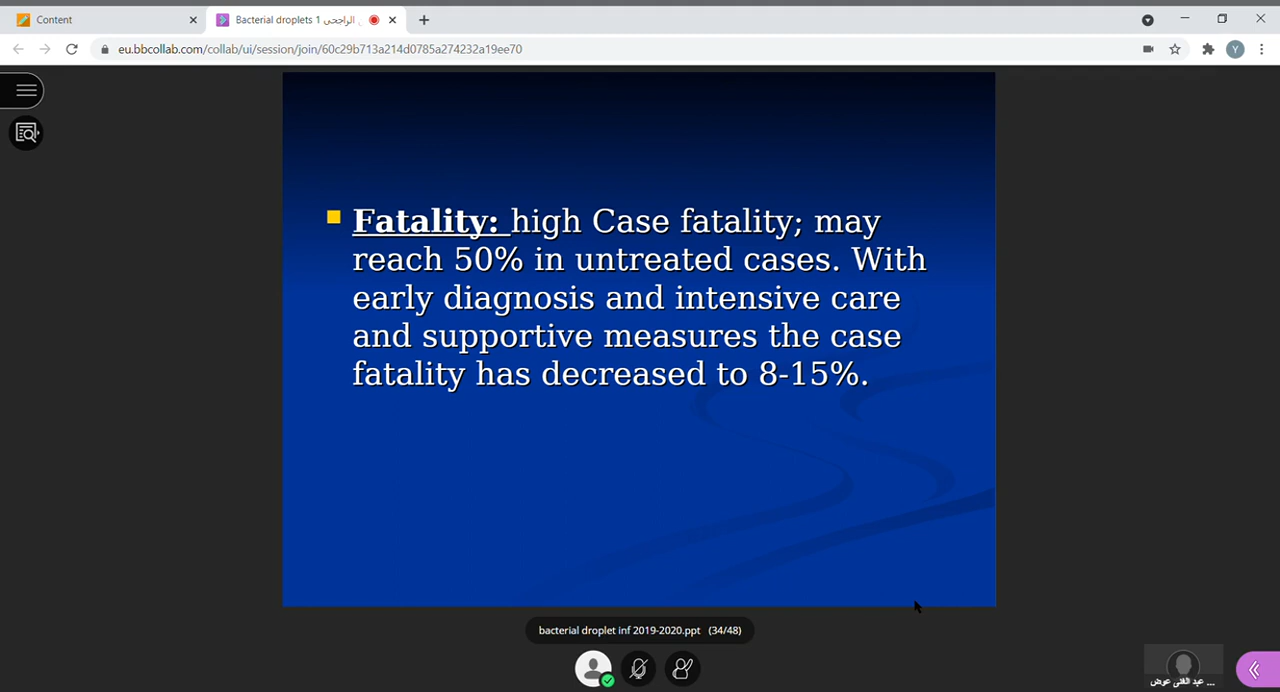 Content
Bacterial droplets 1 الراجحى
eu.bbcollab.com/collab/ui/session/join/60c29b713a214d0785a274232a19ee70
Y
Fatality: high Case fatality; may
reach 50% in untreated cases. With
early diagnosis and intensive care
and supportive measures the case
fatality has decreased to 8-15%.
bacterial droplet inf 2019-2020.ppt (34/48)
عبد الغنى عوض ...